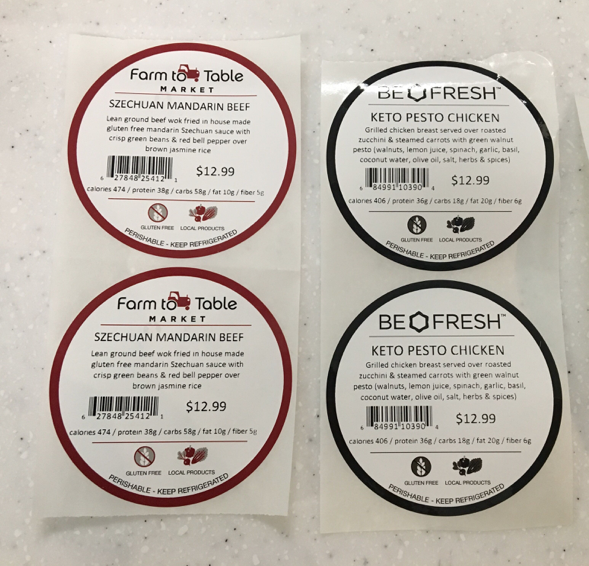 Farm to Table
MARKET
SZECHUAN MANDARIN BEEF
Lean ground beef wok fried in house made
gluten free mandarin Szechuan sauce with
crisp green beans & red bell pepper over
brown jasmine rice
6 27848 25412 1
$12.99
calories 474 / protein 38g / carbs 58g / fat 10g / fiber 5g
GLUTEN FREE LOCAL PRODUCTS
PERISHABLE - KEEP REFRIGERATED
Farm to Table
MARKET
SZECHUAN MANDARIN BEEF
Lean ground beef wok fried in house made
gluten free mandarin Szechuan sauce with
crisp green beans & red bell pepper over
brown jasmine rice
6 27848 25412 1
$12.99
calories 474 / protein 38g / carbs 58g / fat 10g / fiber 5g
GLUTEN FREE LOCAL PRODUCTS
PERISHABLE - KEEP REFRIGERATED
BE FRESH™
KETO PESTO CHICKEN
Grilled chicken breast served over roasted
zucchini & steamed carrots with green walnut
pesto (walnuts, lemon juice, spinach, garlic, basil,
coconut water, olive oil, salt, herbs & spices)
6 84991 10390 4
$12.99
calories 406 / protein 36g / carbs 18g / fat 20g / fiber 6g
GLUTEN FREE LOCAL PRODUCTS
PERISHABLE - KEEP REFRIGERATED
BE FRESH™
KETO PESTO CHICKEN
Grilled chicken breast served over roasted
zucchini & steamed carrots with green walnut
pesto (walnuts, lemon juice, spinach, garlic, basil,
coconut water, olive oil, salt, herbs & spices)
6 84991 10390 4
$12.99
calories 406 / protein 36g / carbs 18g / fat 20g / fiber 6g
GLUTEN FREE LOCAL PRODUCTS
PERISHABLE - KEEP REFRIGERATED